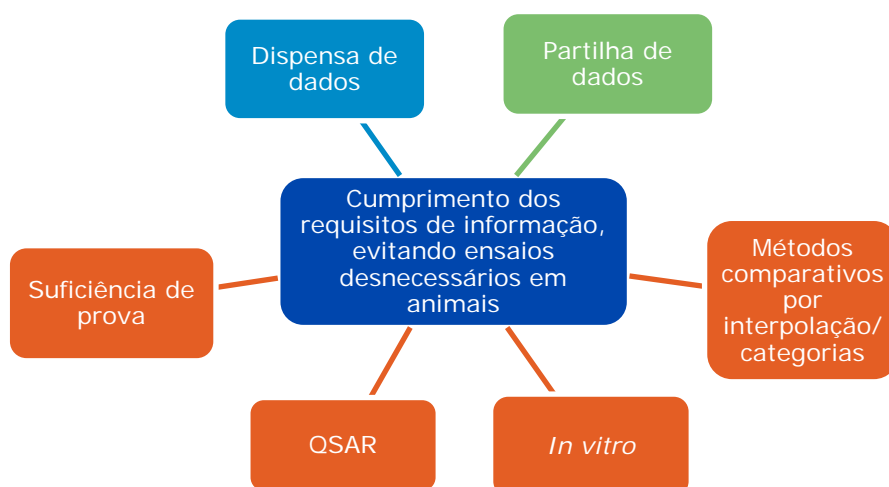 Dispensa de
dados
Partilha de
dados
Cumprimento dos
requisitos de informação,
evitando ensaios
desnecessários em
animais
Suficiência de
prova
Métodos
comparativos
por
interpolação/
categorias
QSAR
In vitro